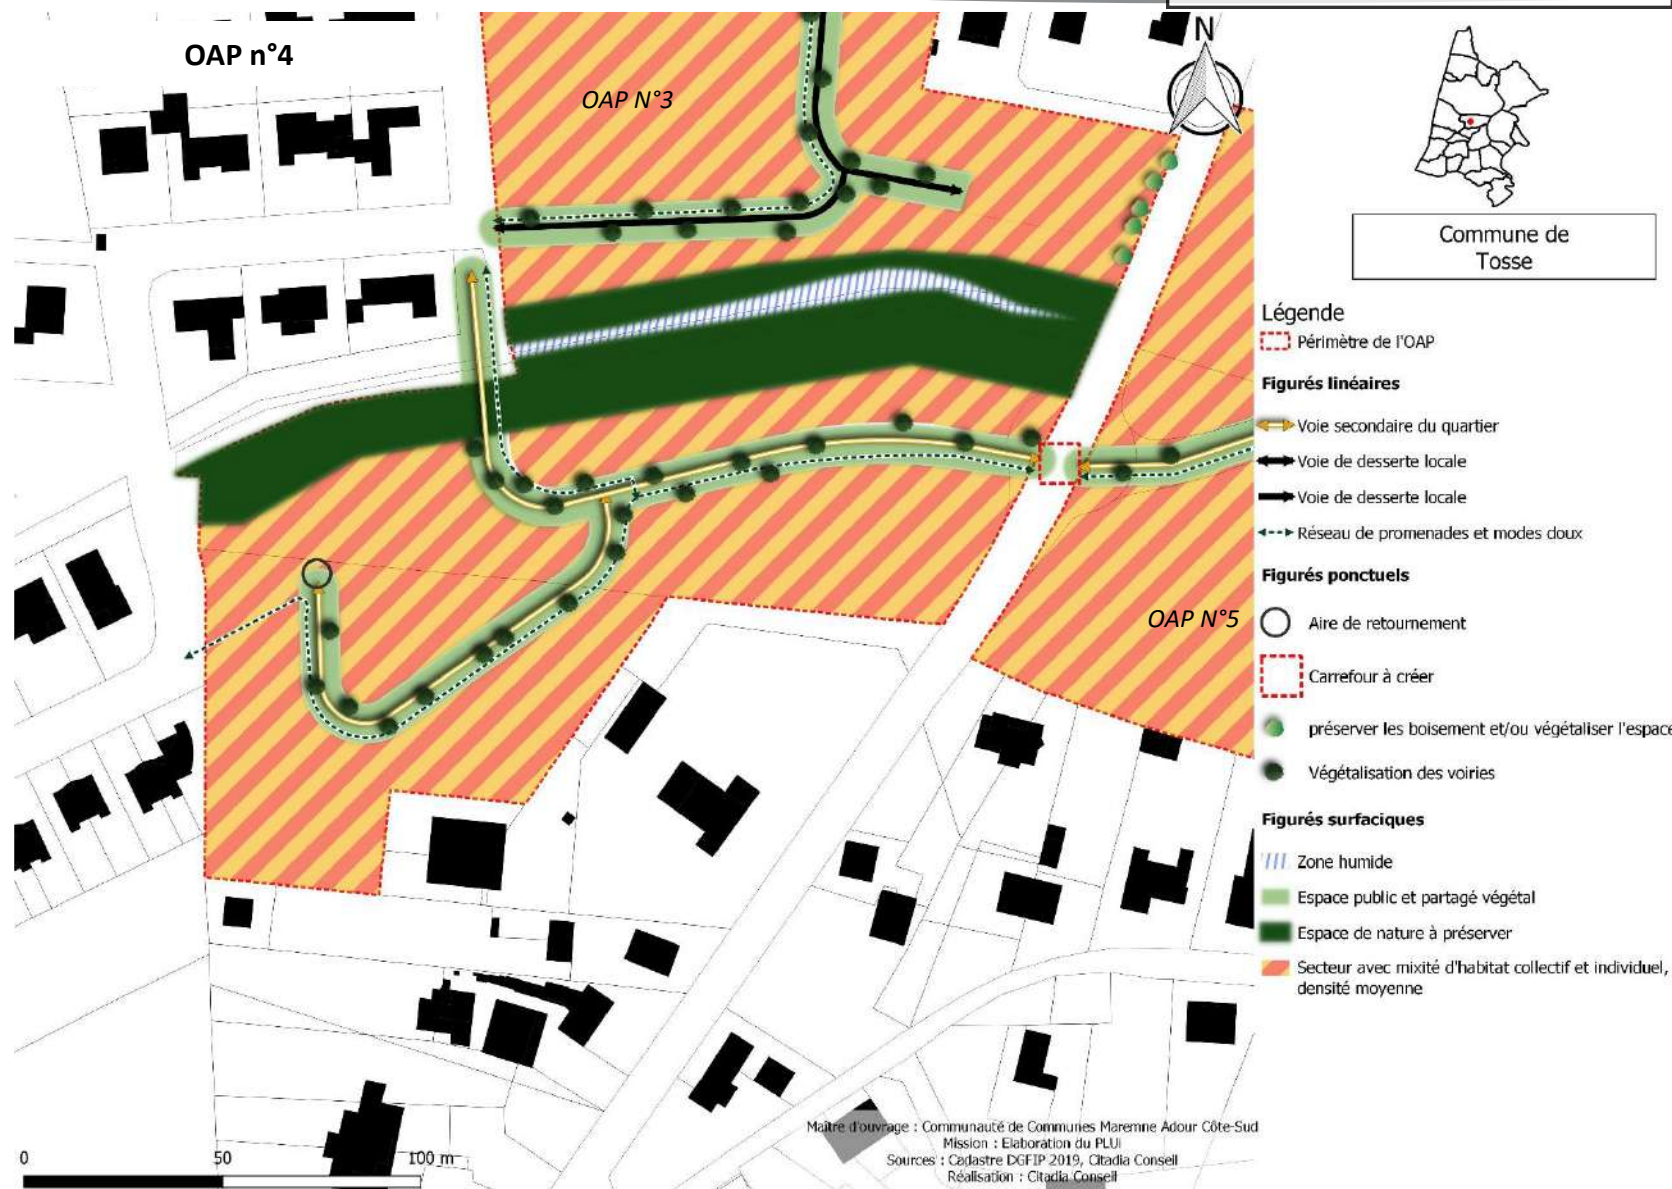 OAP n°4
OAP N°3
N
Commune de
Tosse
Légende
Périmètre de l'OAP
Figurés linéaires
Voie secondaire du quartier
Voie de desserte locale
Voie de desserte locale
Réseau de promenades et modes doux
Figurés ponctuels
OAP N°5
Aire de retournement
Carrefour à créer
préserver les boisement et/ou végétaliser l'espace
Végétalisation des voiries
Figurés surfaciques
Zone humide
Espace public et partagé végétal
Espace de nature à préserver
Secteur avec mixité d'habitat collectif et individuel,
densité moyenne
Maître d'ouvrage : Communauté de Communes Maremne Adour Côte-Sud
Mission : Elaboration du PLUi
Sources : Cadastre DGFIP 2019, Citadia Conseil
Réalisation : Citadia Conseil
0 50 100 m